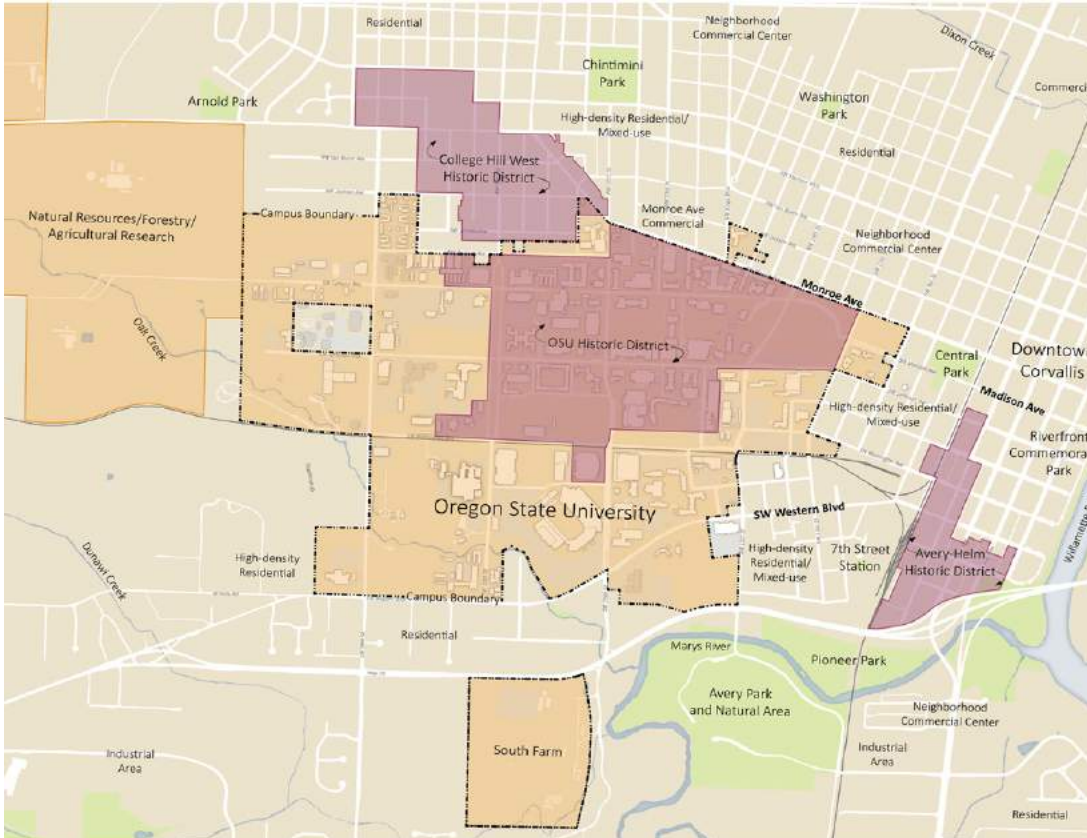 Residential
Neighborhood
Commercial Center
Dixon Creek
Chintimini
Park
Arnold Park
Washington
Park
High-density Residential/
Mixed-use
Residential
College Hill West
Historic District
Campus Boundary
Monroe Ave
Commercial
Natural Resources/Forestry/
Agricultural Research
Neighborhood
Commercial Center
Monroe Ave
Oak Creek
OSU Historic District
Central
Park
Downtow
Corvallis
Madison Ave
High-density Residential/
Mixed-use
Riverfront
Commemora
Park
Oregon State University
SW Western Blvd
High-density
Residential
High-density
Residential/
Mixed-use
7th Street
Station
Avery-Helm
Historic District
Dunawi Creek
Campus Boundary
Residential
Marys River
Pioneer Park
Avery Park
and Natural Area
Neighborhood
Commercial Center
South Farm
Industrial
Area
Industrial
Area
Residential